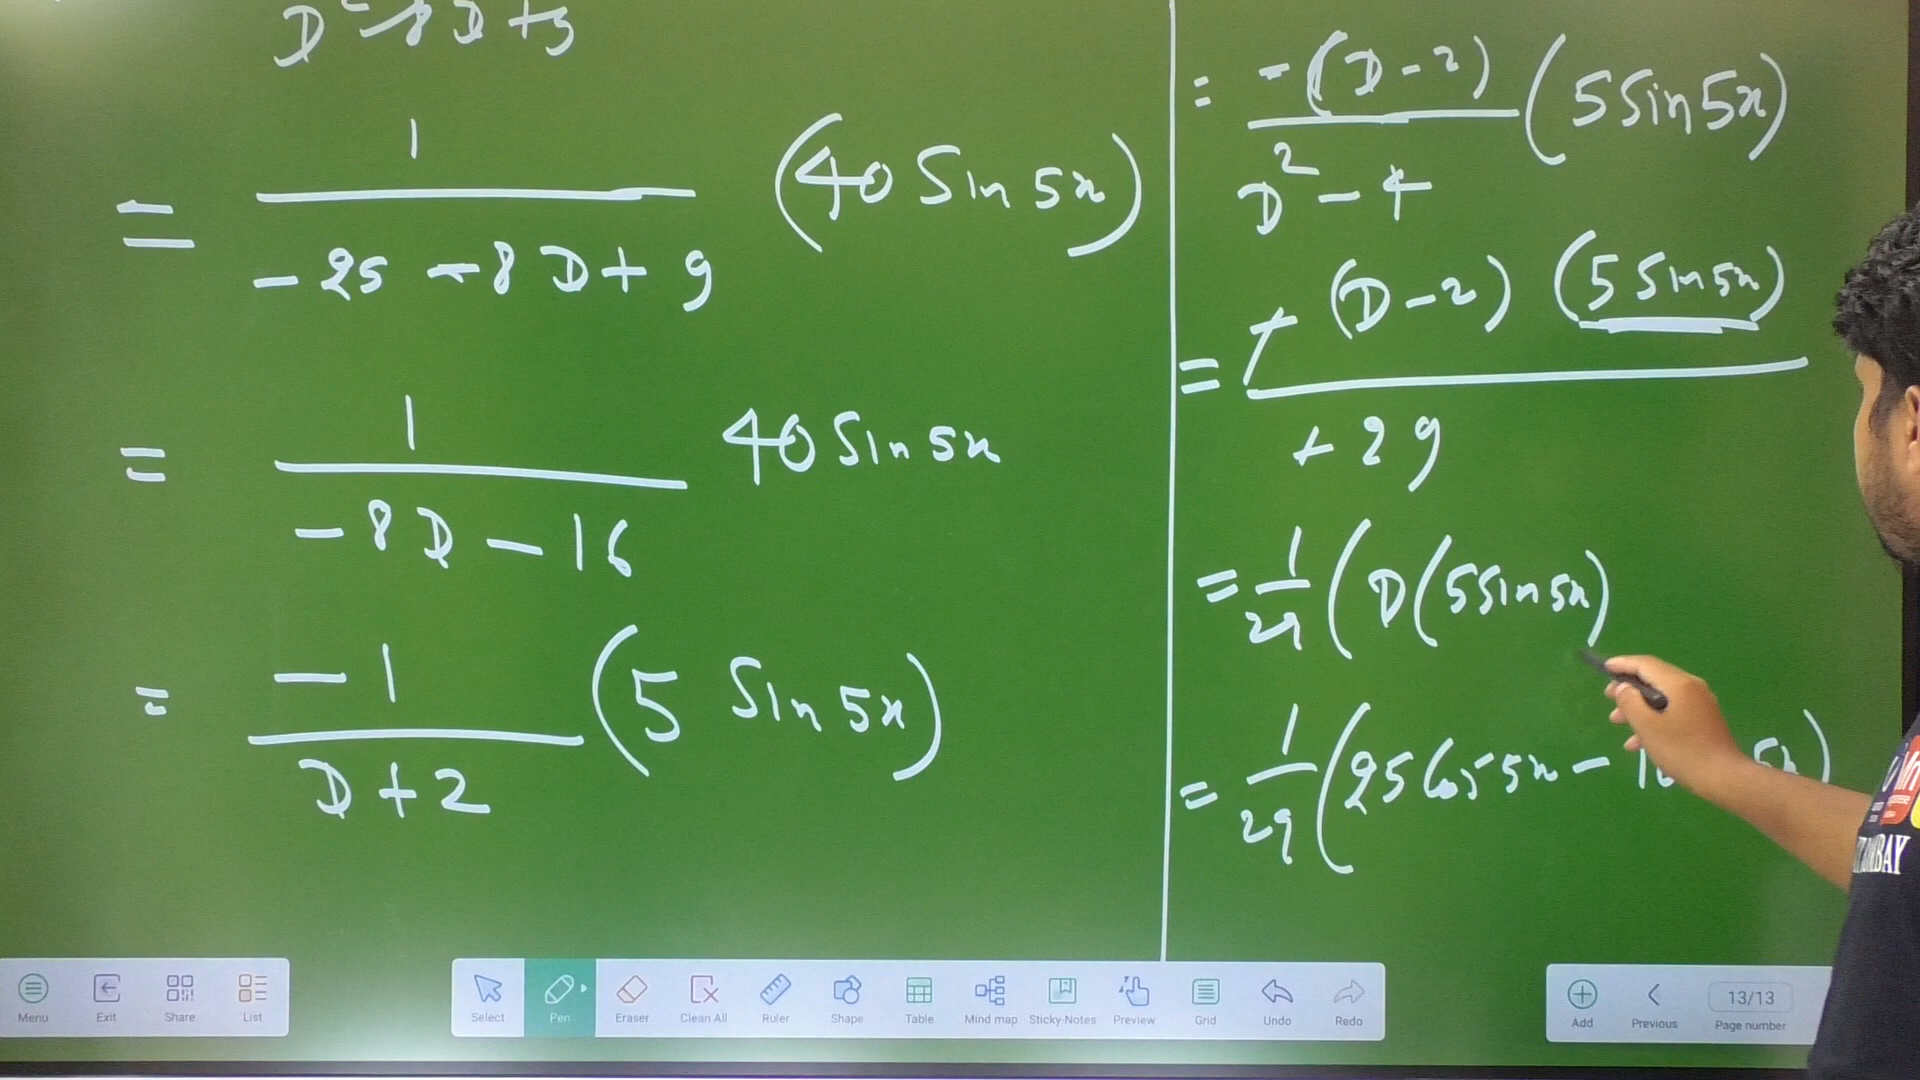 D² - 8D + 9
1
= ——— (40 Sin 5x)
- 25 - 8D + 9
1
= ——— 40 Sin 5x
- 8D - 16
- 1
= ——— (5 Sin 5x)
D + 2
- (D - 2)
= ——— (5 Sin 5x)
D² - 4
+ (D - 2) (5 Sin 5x)
= ———
+ 29
= 1/29 (D (5 Sin 5x)
= 1/29 (25 Cos 5x - 5x)
Menu
Exit
Share
List
Select
Pen
Eraser
Clean All
Ruler
Shape
Table
Mind map
Sticky Notes
Preview
Grid
Undo
Redo
Add
Previous
13/13
Page number
BAY